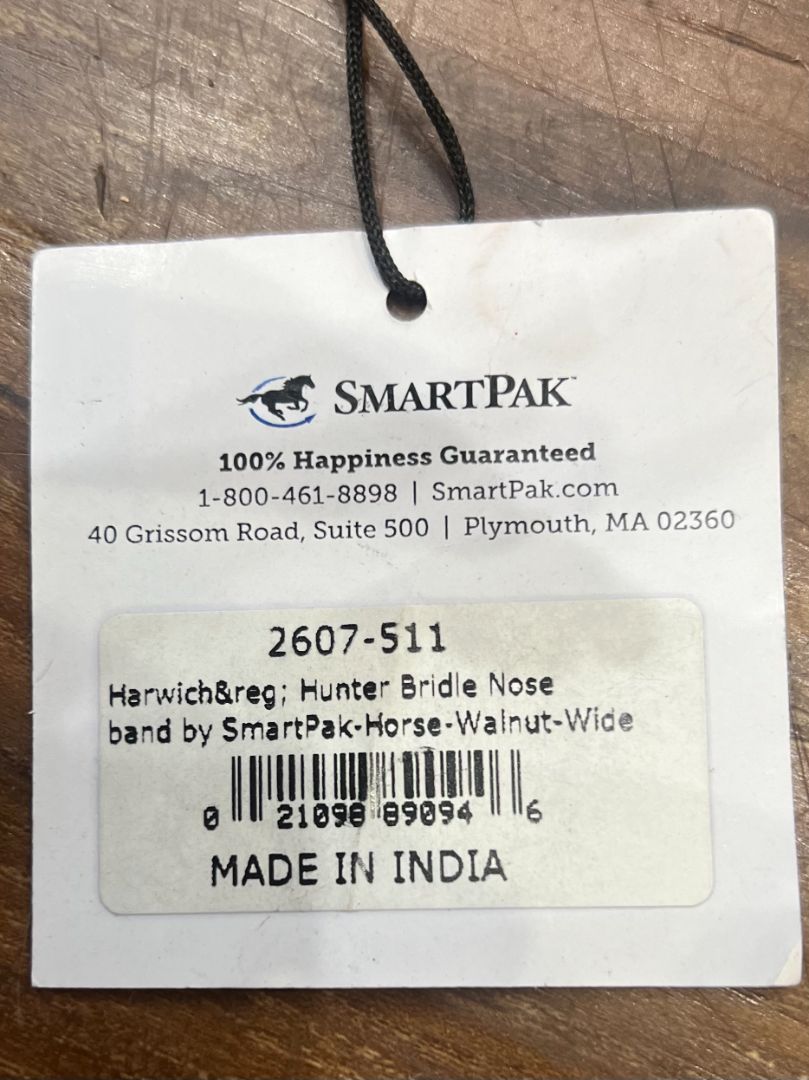 SMARTPAK™
100% Happiness Guaranteed
1-800-461-8898 | SmartPak.com
40 Grissom Road, Suite 500 | Plymouth, MA 02360
2607-511
Harwich&reg; Hunter Bridle Nose
band by SmartPak-Horse-Walnut-Wide
0 21098 89094 6
MADE IN INDIA